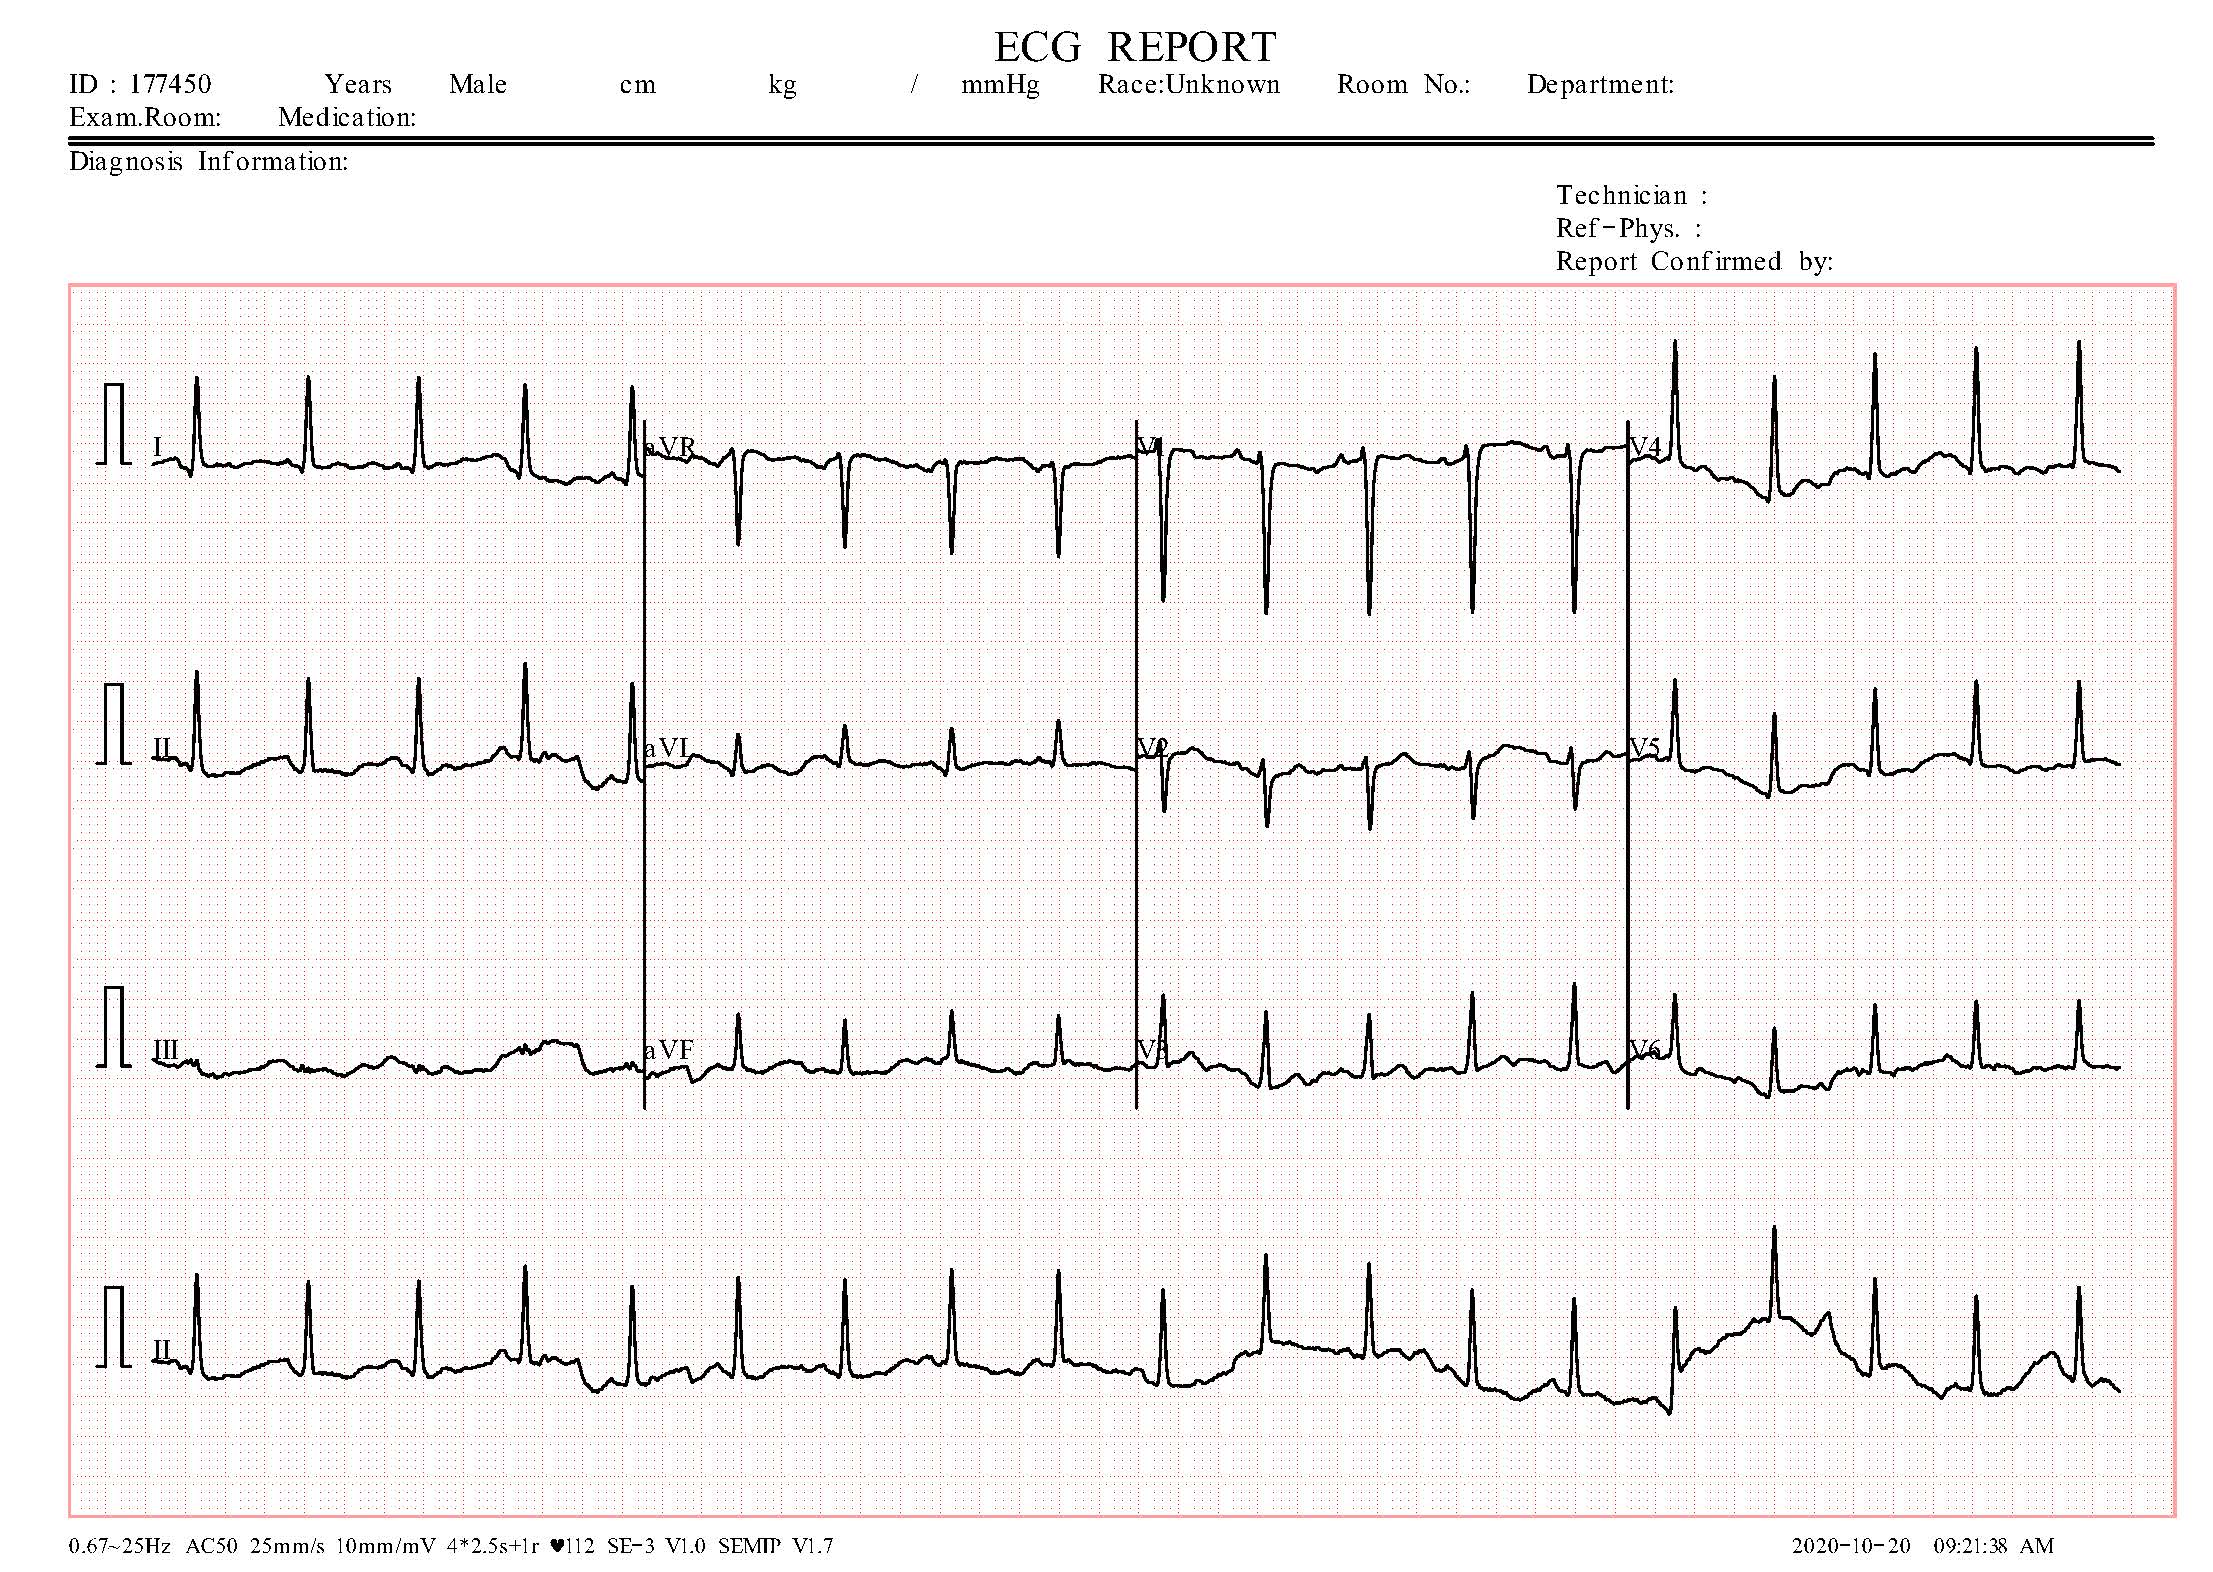 ECG REPORT
ID : 177450 Years Male cm kg / mmHg Race:Unknown Room No.: Department:
Exam.Room: Medication:
Diagnosis Information:
Technician :
Ref-Phys. :
Report Confirmed by:
I aVR V1 V4
II aVL V2 V5
III aVF V3 V6
II
0.67~25Hz AC50 25mm/s 10mm/mV 4*2.5s+1r ♥112 SE-3 V1.0 SEMIP V1.7
2020-10-20 09:21:38 AM